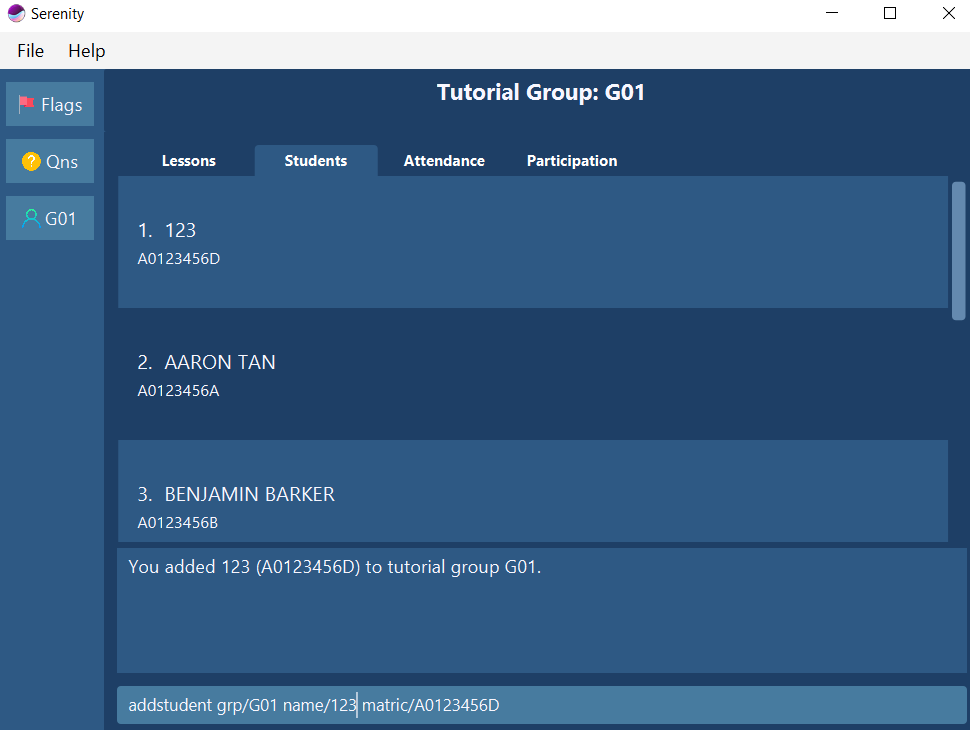 Serenity
File Help
Tutorial Group: G01
Flags
Qns
G01
Lessons Students Attendance Participation
1. 123
A0123456D
2. AARON TAN
A0123456A
3. BENJAMIN BARKER
A0123456B
You added 123 (A0123456D) to tutorial group G01.
addstudent grp/G01 name/123 matric/A0123456D